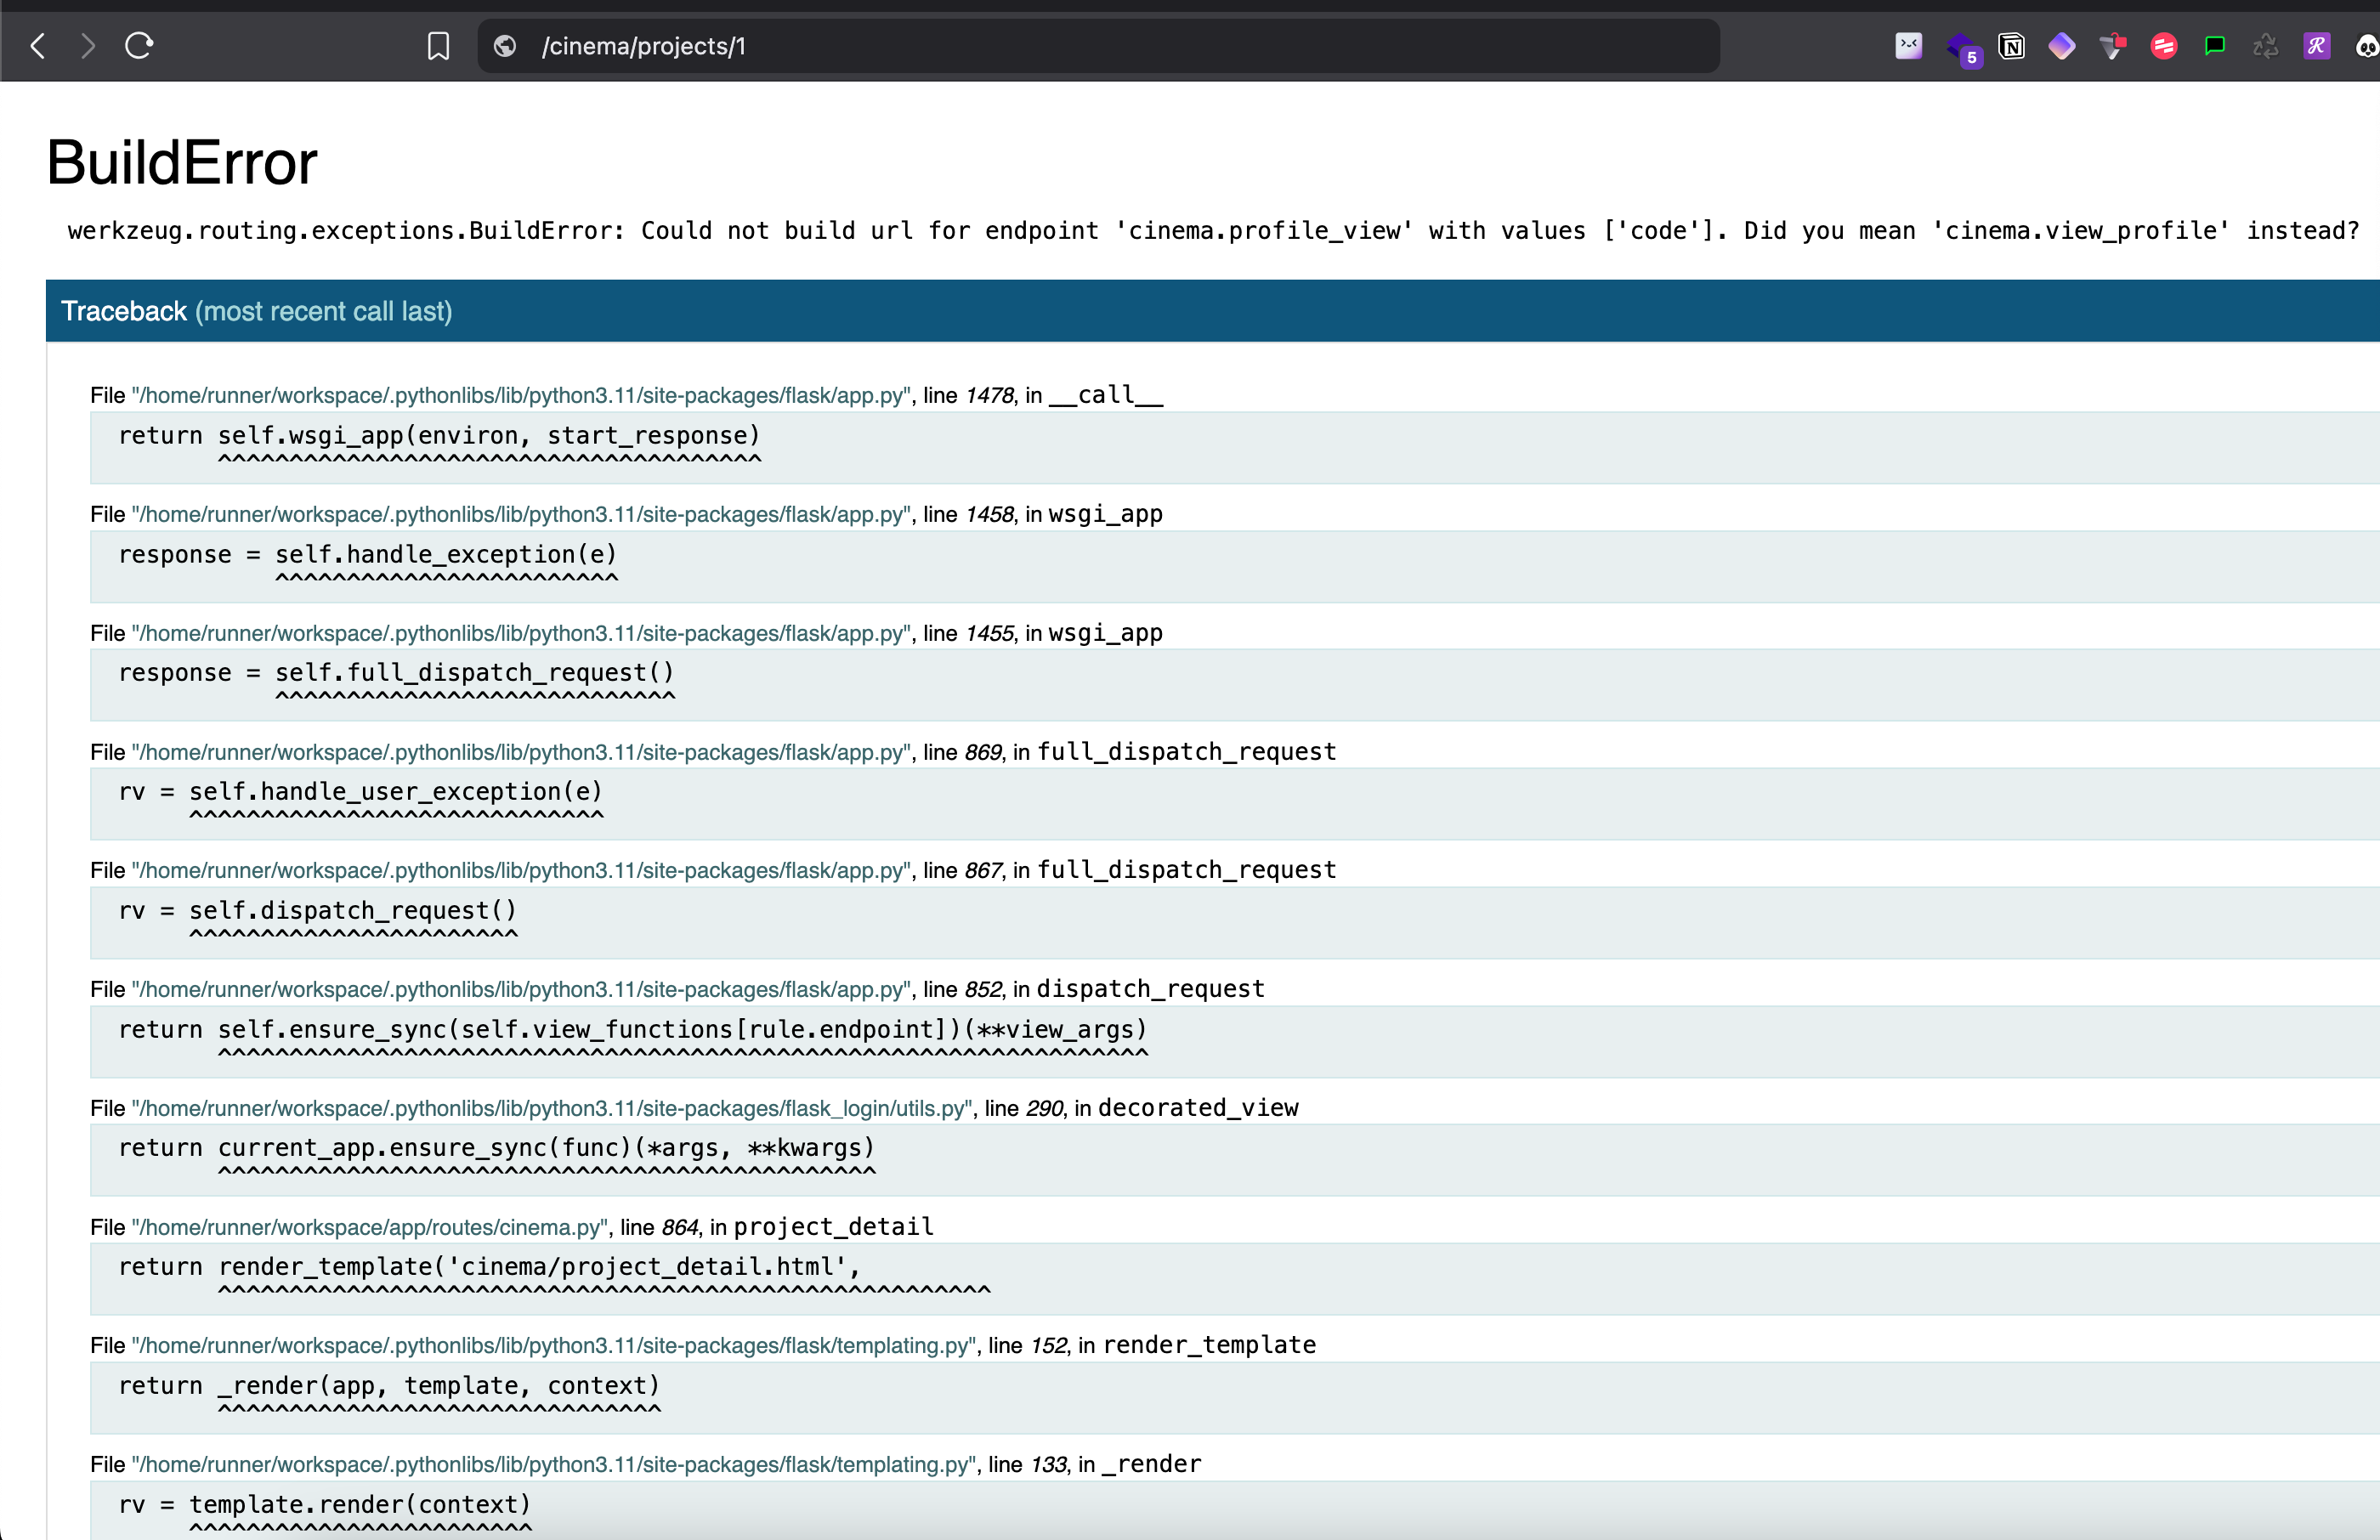 /cinema/projects/1
5
BuildError
werkzeug.routing.exceptions.BuildError: Could not build url for endpoint 'cinema.profile_view' with values ['code']. Did you mean 'cinema.view_profile' instead?
Traceback (most recent call last)
File "/home/runner/workspace/.pythonlibs/lib/python3.11/site-packages/flask/app.py", line 1478, in __call__
return self.wsgi_app(environ, start_response)
^^^^^^^^^^^^^^^^^^^^^^^^^^^^^^^^^^^^^^
File "/home/runner/workspace/.pythonlibs/lib/python3.11/site-packages/flask/app.py", line 1458, in wsgi_app
response = self.handle_exception(e)
^^^^^^^^^^^^^^^^^^^^^^^^
File "/home/runner/workspace/.pythonlibs/lib/python3.11/site-packages/flask/app.py", line 1455, in wsgi_app
response = self.full_dispatch_request()
^^^^^^^^^^^^^^^^^^^^^^^^^^^^
File "/home/runner/workspace/.pythonlibs/lib/python3.11/site-packages/flask/app.py", line 869, in full_dispatch_request
rv = self.handle_user_exception(e)
^^^^^^^^^^^^^^^^^^^^^^^^^^^^^
File "/home/runner/workspace/.pythonlibs/lib/python3.11/site-packages/flask/app.py", line 867, in full_dispatch_request
rv = self.dispatch_request()
^^^^^^^^^^^^^^^^^^^^^^^
File "/home/runner/workspace/.pythonlibs/lib/python3.11/site-packages/flask/app.py", line 852, in dispatch_request
return self.ensure_sync(self.view_functions[rule.endpoint])(**view_args)
^^^^^^^^^^^^^^^^^^^^^^^^^^^^^^^^^^^^^^^^^^^^^^^^^^^^^^^^^^^^^^^^^
File "/home/runner/workspace/.pythonlibs/lib/python3.11/site-packages/flask_login/utils.py", line 290, in decorated_view
return current_app.ensure_sync(func)(*args, **kwargs)
^^^^^^^^^^^^^^^^^^^^^^^^^^^^^^^^^^^^^^^^^^^^^^
File "/home/runner/workspace/app/routes/cinema.py", line 864, in project_detail
return render_template('cinema/project_detail.html',
^^^^^^^^^^^^^^^^^^^^^^^^^^^^^^^^^^^^^^^^^^^^^^^^^^^^^^
File "/home/runner/workspace/.pythonlibs/lib/python3.11/site-packages/flask/templating.py", line 152, in render_template
return _render(app, template, context)
^^^^^^^^^^^^^^^^^^^^^^^^^^^^^^^
File "/home/runner/workspace/.pythonlibs/lib/python3.11/site-packages/flask/templating.py", line 133, in _render
rv = template.render(context)
^^^^^^^^^^^^^^^^^^^^^^^^